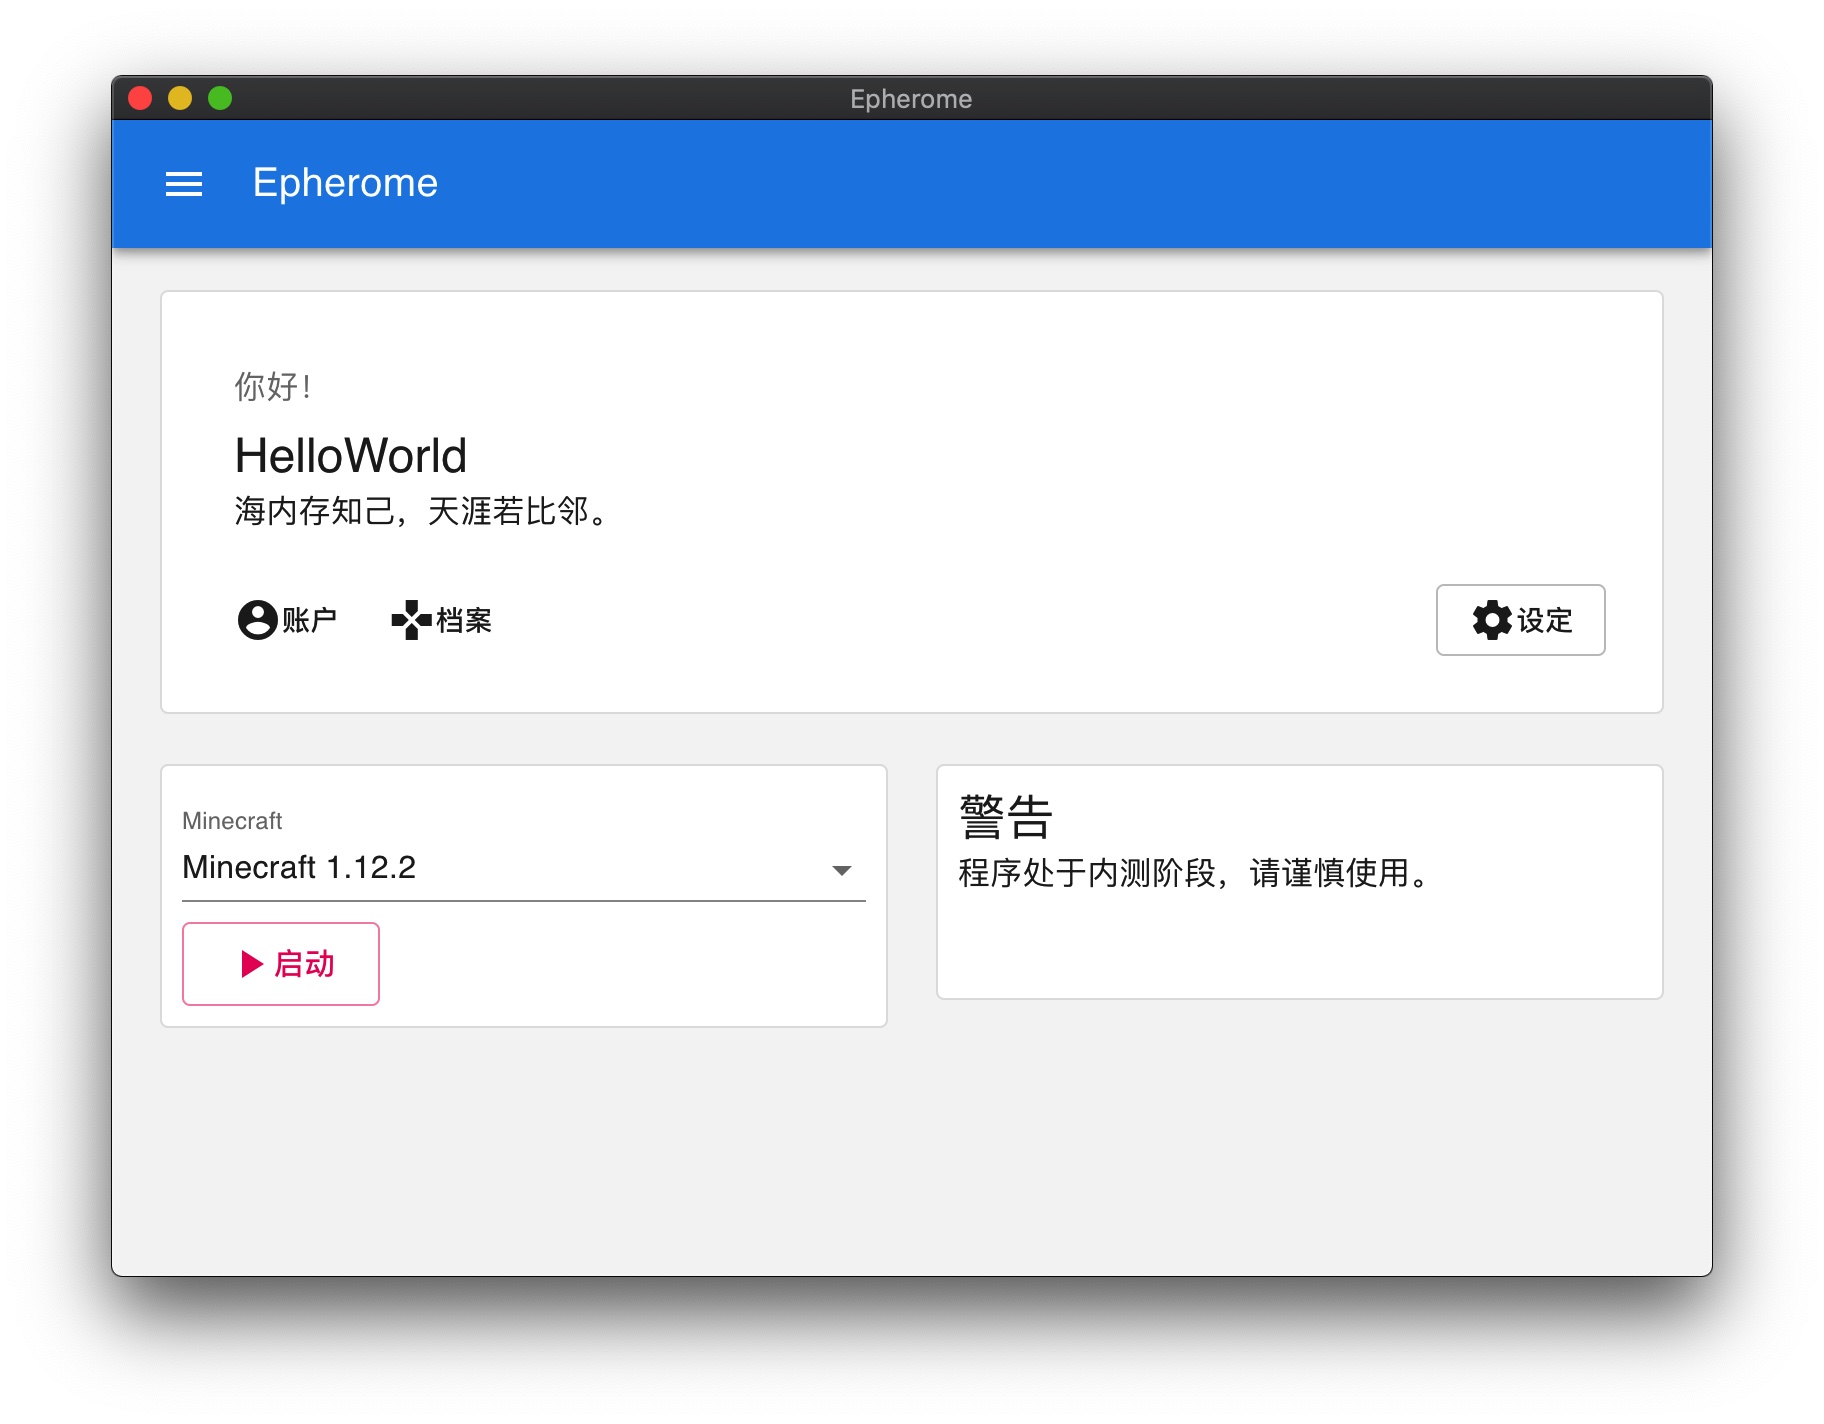 Epherome
Epherome
你好！
HelloWorld
海内存知己，天涯若比邻。
账户 档案 设定
Minecraft
Minecraft 1.12.2
启动
警告
程序处于内测阶段，请谨慎使用。